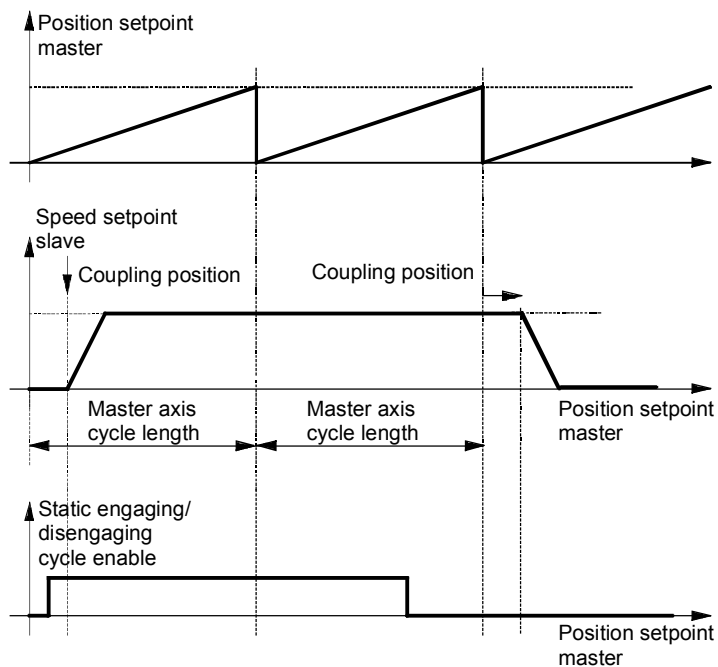 Position setpoint
master
Speed setpoint
slave
Coupling position
Coupling position
Master axis
cycle length
Master axis
cycle length
Position setpoint
master
Static engaging/
disengaging
cycle enable
Position setpoint
master